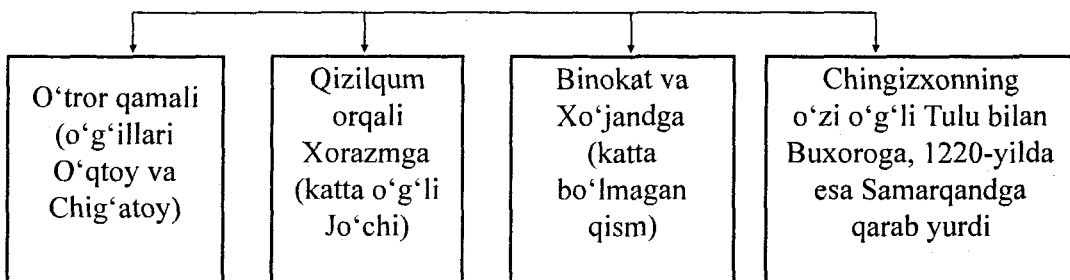 O‘tror qamali
(o‘g‘illari
O‘qtoy va
Chig‘atoy)
Qizilqum
orqali
Xorazmga
(katta o‘g‘li
Jo‘chi)
Binokat va
Xo‘jandga
(katta
bo‘lmagan
qism)
Chingizxonning
o‘zi o‘g‘li Tulu bilan
Buxoroga, 1220-yilda
esa Samarqandga
qarab yurdi